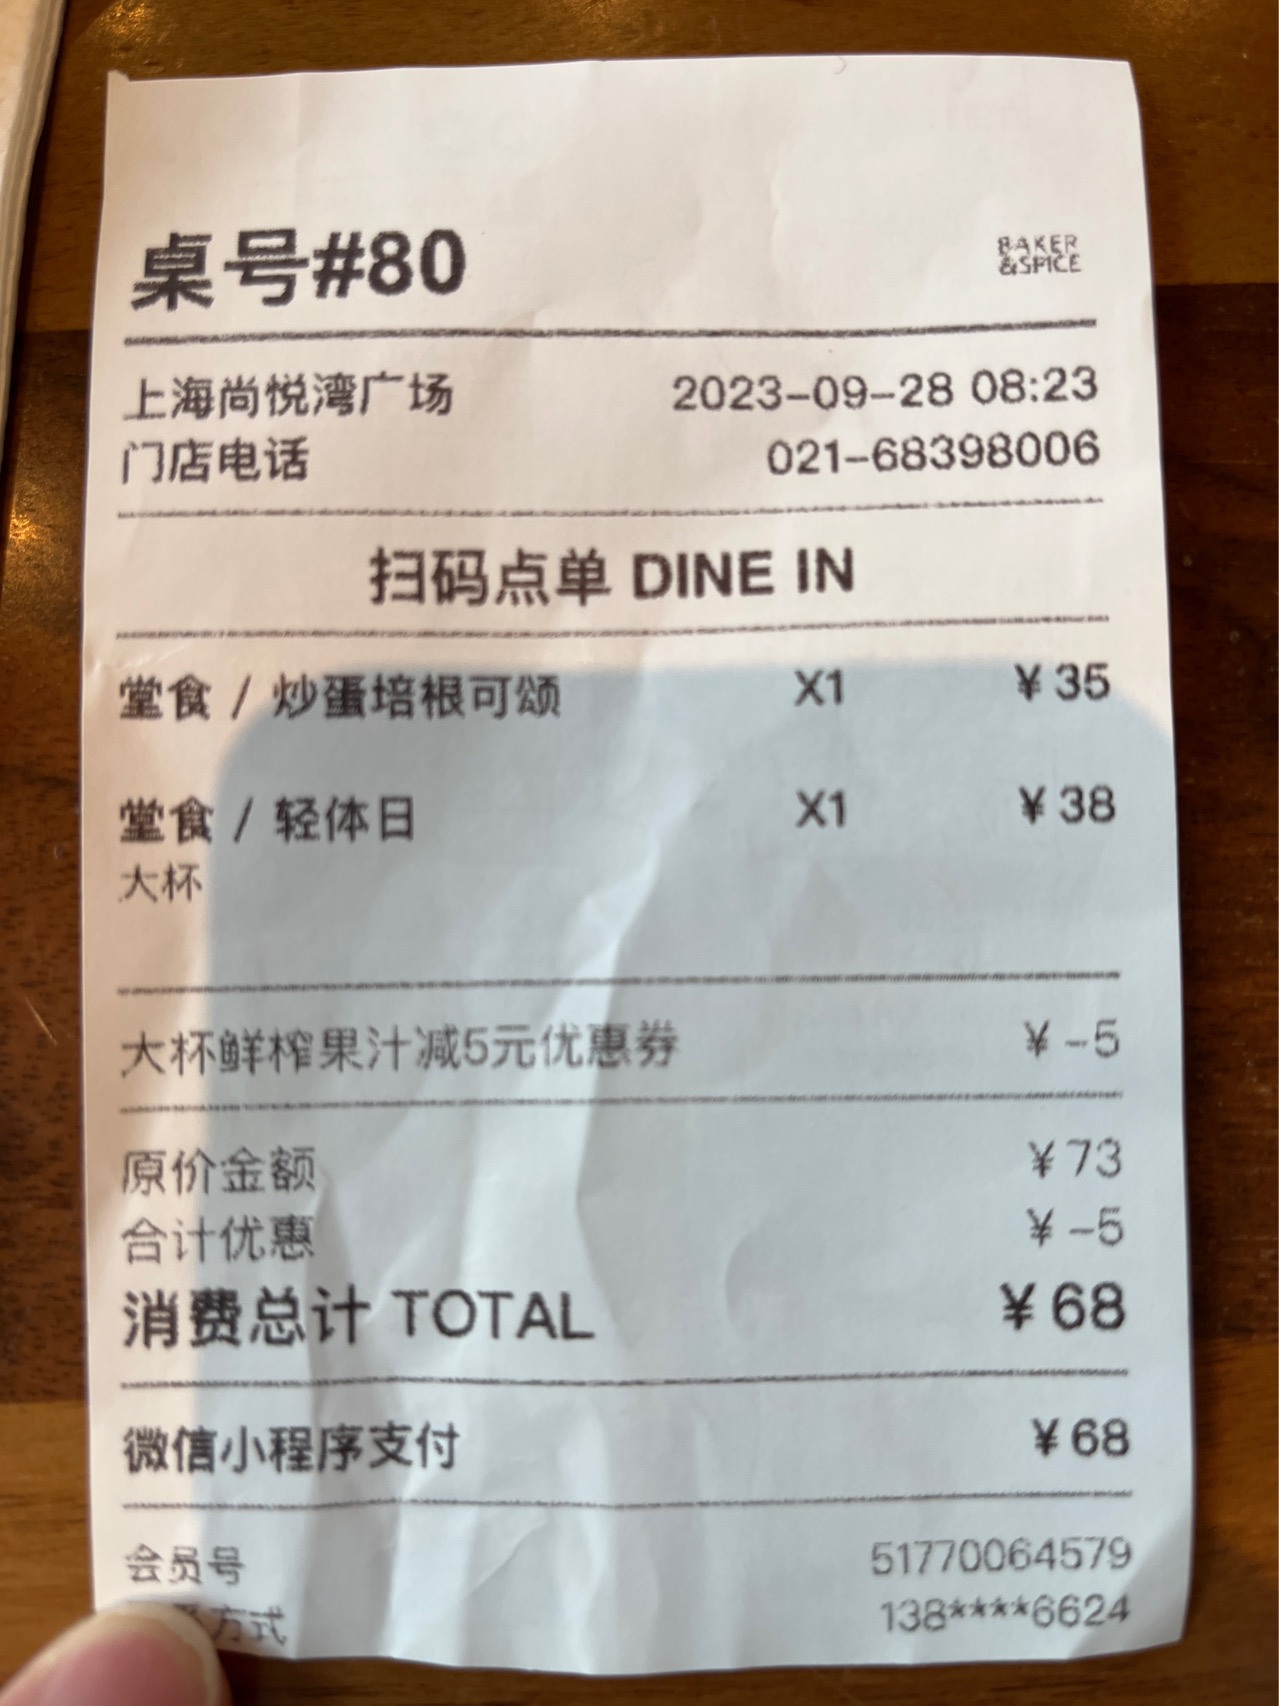 桌号#80
BAKER
&SPICE
上海尚悦湾广场 2023-09-28 08:23
门店电话 021-68398006
扫码点单 DINE IN
堂食 / 炒蛋培根可颂 X1 ¥35
堂食 / 轻体日 X1 ¥38
大杯
大杯鲜榨果汁减5元优惠券 ¥-5
原价金额 ¥73
合计优惠 ¥-5
消费总计 TOTAL ¥68
微信小程序支付 ¥68
会员号 51770064579
方式 138****6624